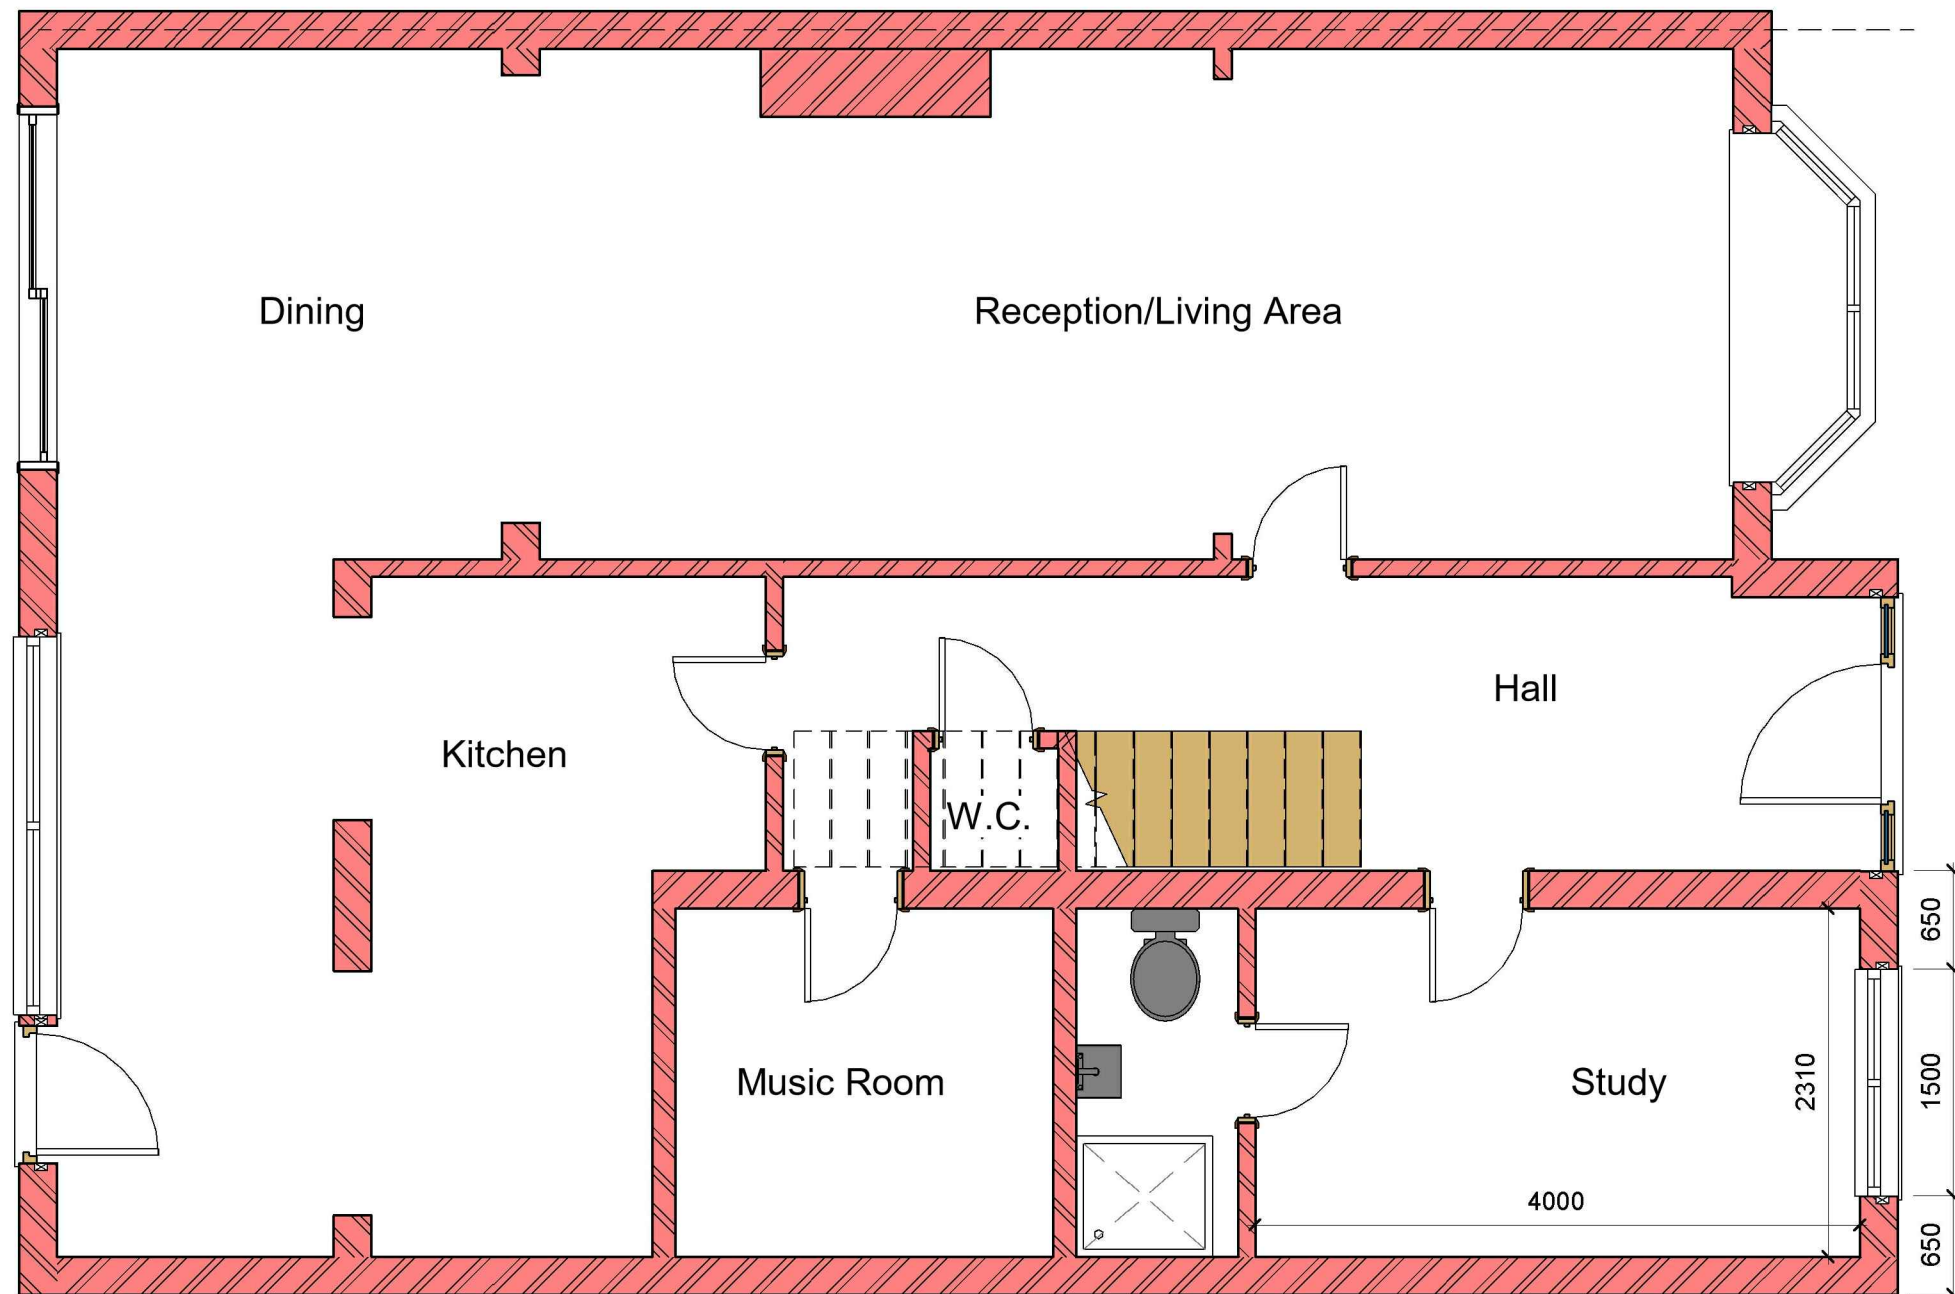 Dining
Reception/Living Area
Hall
Kitchen
W.C.
650
Music Room
Study
2310
1500
4000
650